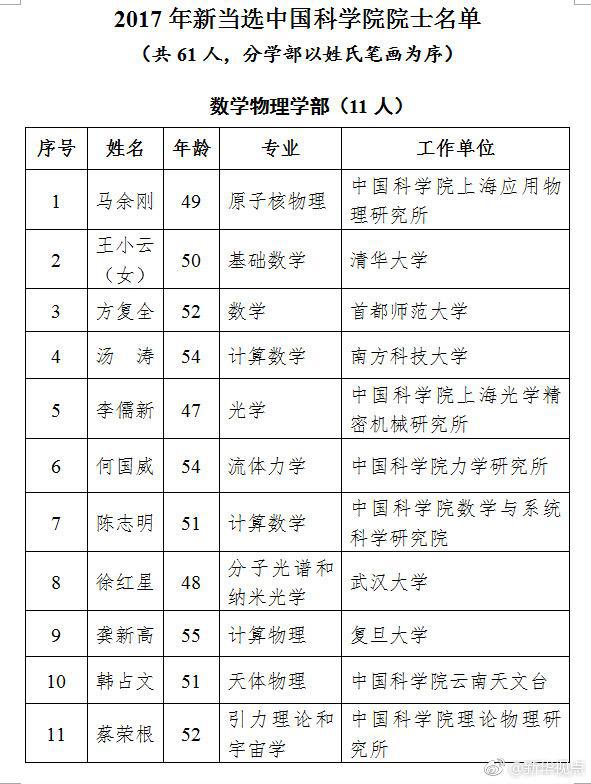 2017 年新当选中国科学院院士名单
（共 61 人，分学部以姓氏笔画为序）
数学物理学部（11 人）
序号 姓名 年龄 专业 工作单位
1 马余刚 49 原子核物理 中国科学院上海应用物
理研究所
2 王小云
（女） 50 基础数学 清华大学
3 方复全 52 数学 首都师范大学
4 汤 涛 54 计算数学 南方科技大学
5 李儒新 47 光学 中国科学院上海光学精
密机械研究所
6 何国威 54 流体力学 中国科学院力学研究所
7 陈志明 51 计算数学 中国科学院数学与系统
科学研究院
8 徐红星 48 分子光谱和
纳米光学 武汉大学
9 龚新高 55 计算物理 复旦大学
10 韩占文 51 天体物理 中国科学院云南天文台
11 蔡荣根 52 引力理论和
宇宙学 中国科学院理论物理研
究所
@新华视点